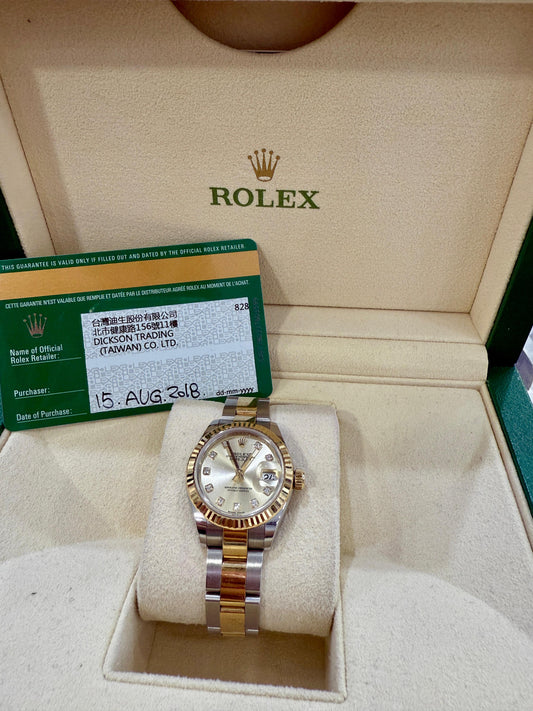 ROLEX
THIS GUARANTEE IS VALID ONLY IF FILLED OUT AND DATED BY THE OFFICIAL ROLEX RETAILER.
CETTE GARANTIE N'EST VALABLE QUE REMPLIE ET DATÉE PAR LE DISTRIBUTEUR AGRÉÉ ROLEX AU MOMENT DE L'ACHAT.
828
台灣迪生股份有限公司
北市健康路156號11樓
Name of Official DICKSON TRADING
Rolex Retailer: (TAIWAN) CO. LTD.
Purchaser:
Date of Purchase: 15. AUG. 2018. dd-mm-yyyy
ROLEX